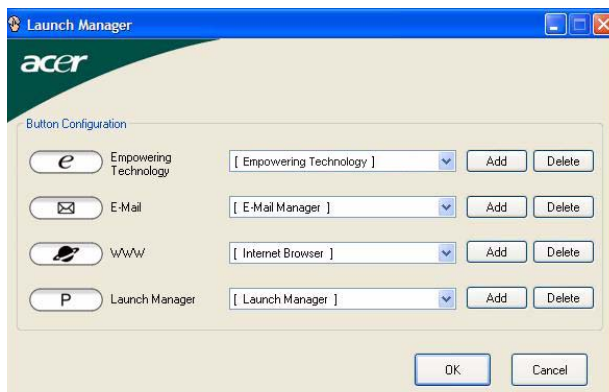 Launch Manager
acer
Button Configuration
e Empowering Technology [ Empowering Technology ] Add Delete
E-Mail [ E-Mail Manager ] Add Delete
WWW [ Internet Browser ] Add Delete
P Launch Manager [ Launch Manager ] Add Delete
OK Cancel